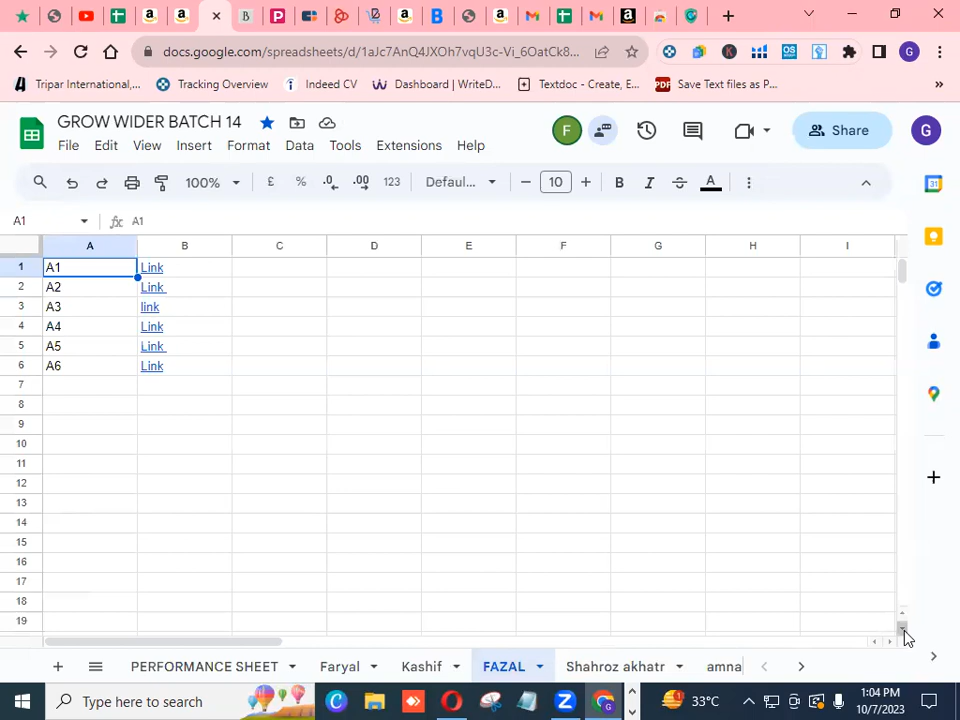 docs.google.com/spreadsheets/d/1aJc7AnQ4JXOh7vqU3c-Vi_6OatCk8...
G
Tripar International,...
Tracking Overview
Indeed CV
Dashboard | WriteD...
Textdoc - Create, E...
Save Text files as P...
»
GROW WIDER BATCH 14
F
Share
G
File Edit View Insert Format Data Tools Extensions Help
100% £ % .0 .00 123 Defaul... 10 B I A
A1 fx A1
A B C D E F G H I
1 A1 Link
2 A2 Link
3 A3 link
4 A4 Link
5 A5 Link
6 A6 Link
7
8
9
10
11
12
13
14
15
16
17
18
19
PERFORMANCE SHEET Faryal Kashif FAZAL Shahroz akhatr amna
Type here to search
33°C
1:04 PM
10/7/2023